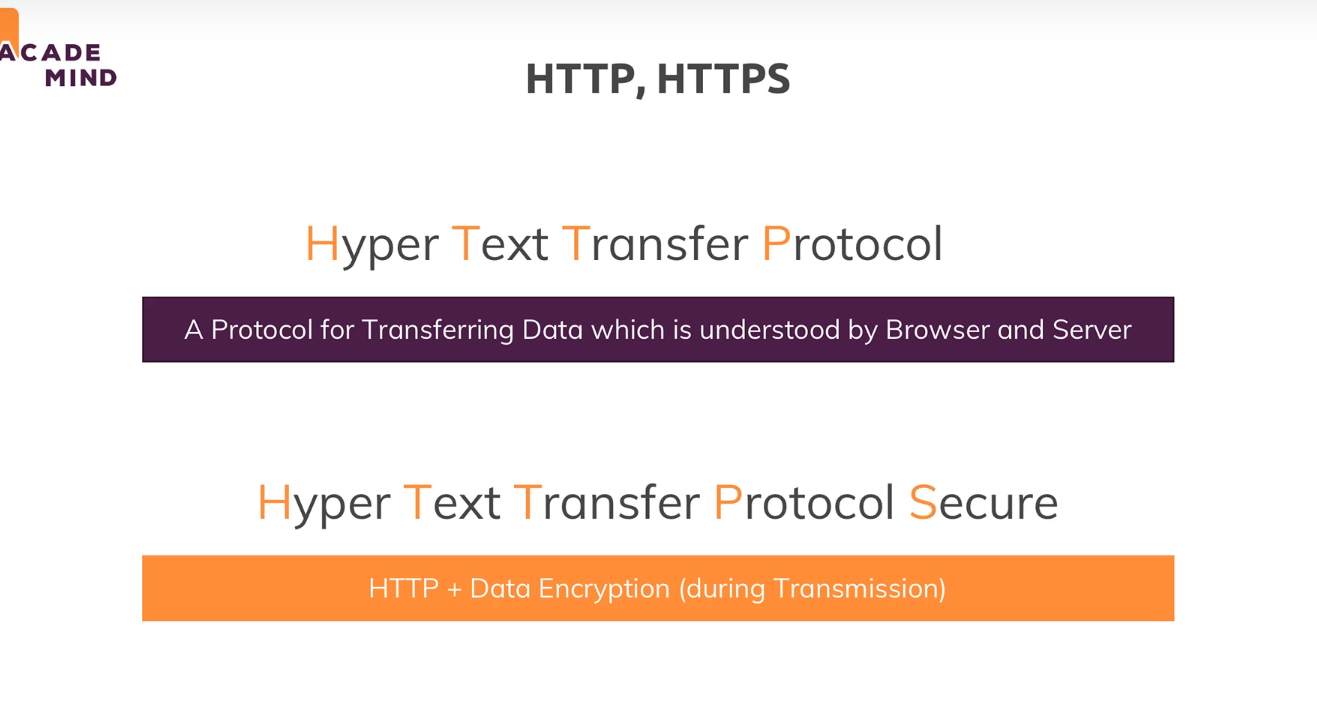 ACADE
MIND
HTTP, HTTPS
Hyper Text Transfer Protocol
A Protocol for Transferring Data which is understood by Browser and Server
Hyper Text Transfer Protocol Secure
HTTP + Data Encryption (during Transmission)